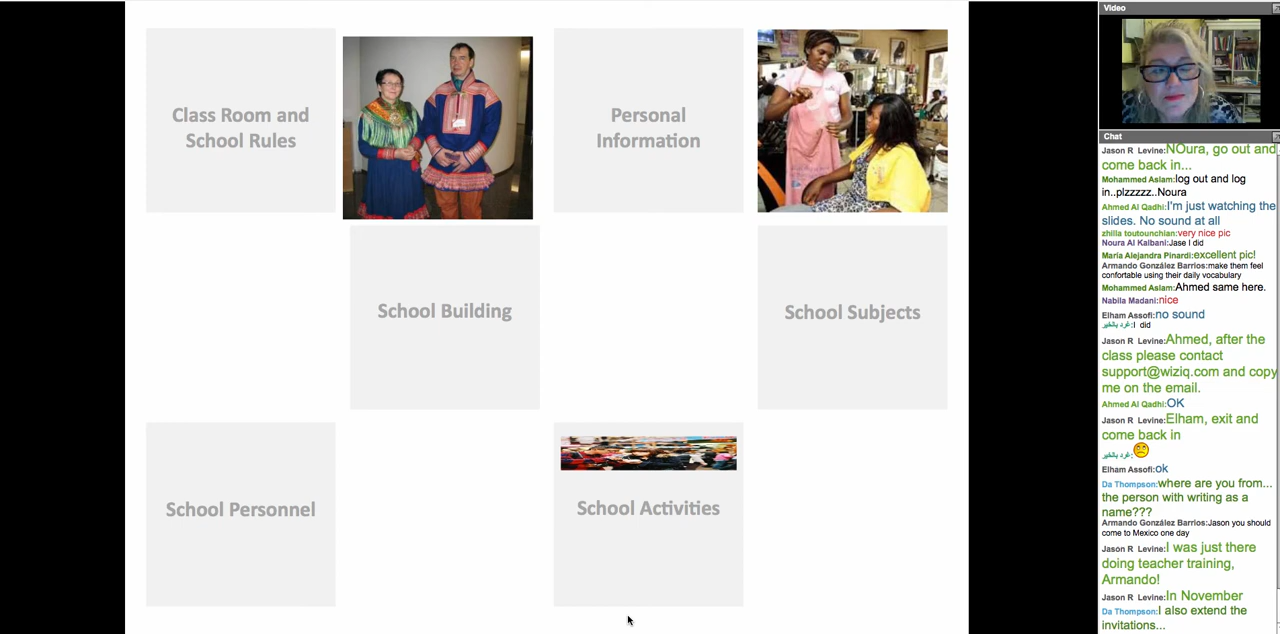 Class Room and
School Rules
Personal
Information
School Building
School Subjects
School Personnel
School Activities
Video
Chat
Jason R Levine:NOura, go out and
come back in...
Mohammed Aslam:log out and log
in..plzzzzz..Noura
Ahmed Al Qadhi:I'm just watching the
slides. No sound at all
zhilla toutounchian:very nice pic
Noura Al Kalbani:Jase I did
María Alejandra Pinardi:excellent pic!
Armando González Barrios:make them feel
confortable using their daily vocabulary
Mohammed Aslam:Ahmed same here.
Nabila Madani:nice
Elham Assofi:no sound
غرد بالخير:I did
Jason R Levine:Ahmed, after the
class please contact
support@wiziq.com and copy
me on the email.
Ahmed Al Qadhi:OK
Jason R Levine:Elham, exit and
come back in
غرد بالخير:
Elham Assofi:ok
Da Thompson:where are you from...
the person with writing as a
name???
Armando González Barrios:Jason you should
come to Mexico one day
Jason R Levine:I was just there
doing teacher training,
Armando!
Jason R Levine:In November
Da Thompson:I also extend the
invitations...